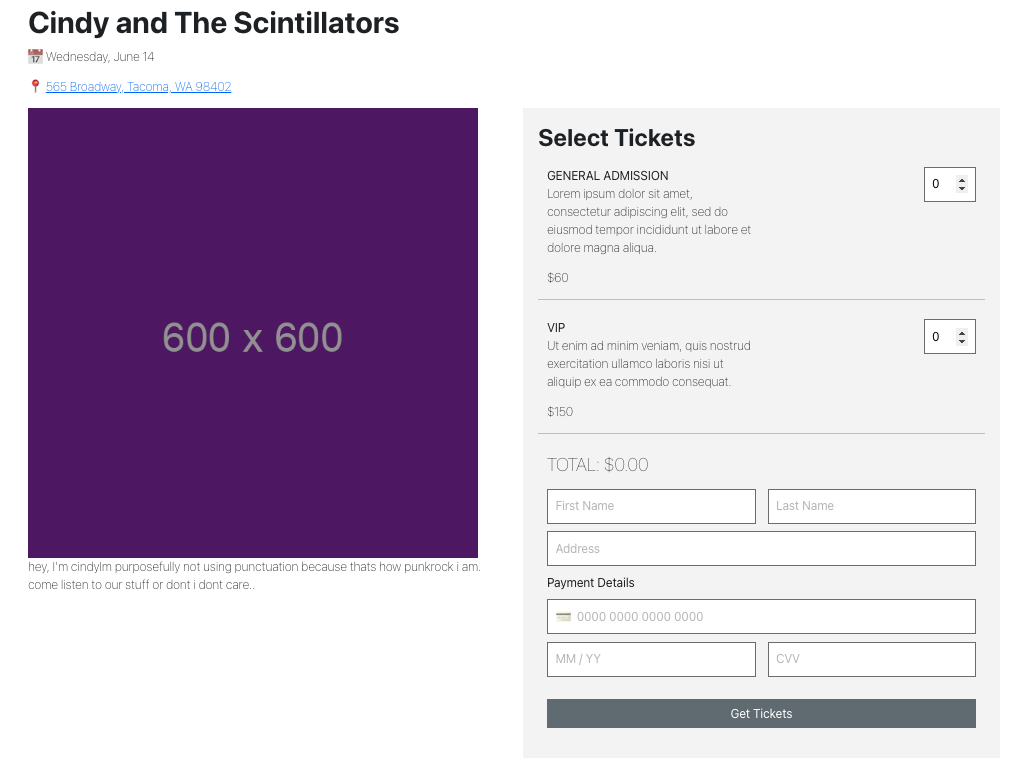 Cindy and The Scintillators
Wednesday, June 14
565 Broadway, Tacoma, WA 98402
600 x 600
hey, I'm cindyIm purposefully not using punctuation because thats how punkrock i am.
come listen to our stuff or dont i dont care..
Select Tickets
GENERAL ADMISSION
0
Lorem ipsum dolor sit amet,
consectetur adipiscing elit, sed do
eiusmod tempor incididunt ut labore et
dolore magna aliqua.
$60
VIP
0
Ut enim ad minim veniam, quis nostrud
exercitation ullamco laboris nisi ut
aliquip ex ea commodo consequat.
$150
TOTAL: $0.00
First Name
Last Name
Address
Payment Details
0000 0000 0000 0000
MM / YY
CVV
Get Tickets